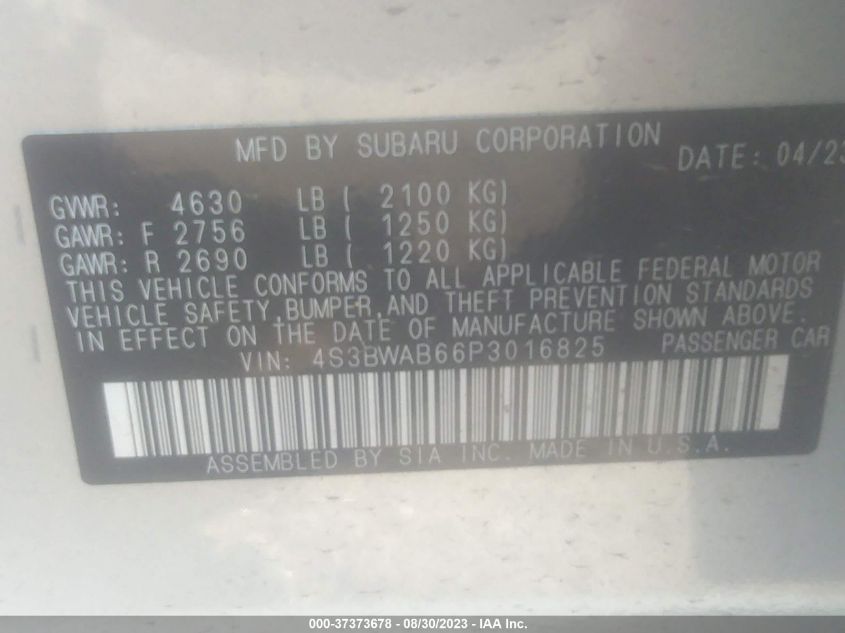 MFD BY SUBARU CORPORATION DATE: 04/23
GVWR: 4630 LB ( 2100 KG)
GAWR: F 2756 LB ( 1250 KG)
GAWR: R 2690 LB ( 1220 KG)
THIS VEHICLE CONFORMS TO ALL APPLICABLE FEDERAL MOTOR
VEHICLE SAFETY,BUMPER,AND THEFT PREVENTION STANDARDS
IN EFFECT ON THE DATE OF MANUFACTURE SHOWN ABOVE.
VIN: 4S3BWAB66P3016825 PASSENGER CAR
ASSEMBLED BY SIA INC. MADE IN U.S.A.
000-37373678 - 08/30/2023 - IAA Inc.